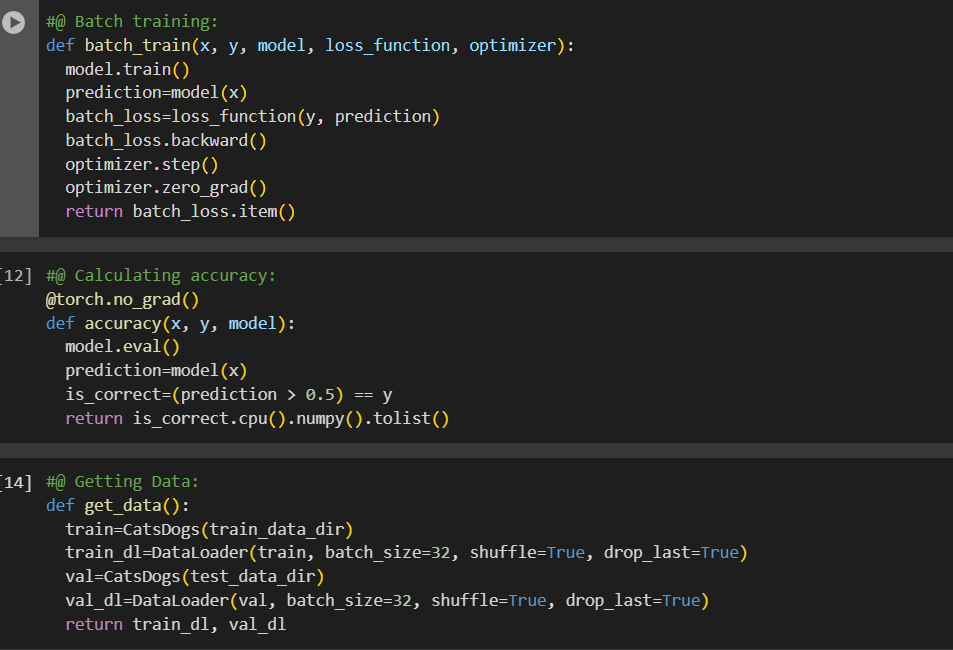 #@ Batch training:
def batch_train(x, y, model, loss_function, optimizer):
  model.train()
  prediction=model(x)
  batch_loss=loss_function(y, prediction)
  batch_loss.backward()
  optimizer.step()
  optimizer.zero_grad()
  return batch_loss.item()
[12] #@ Calculating accuracy:
@torch.no_grad()
def accuracy(x, y, model):
  model.eval()
  prediction=model(x)
  is_correct=(prediction > 0.5) == y
  return is_correct.cpu().numpy().tolist()
[14] #@ Getting Data:
def get_data():
  train=CatsDogs(train_data_dir)
  train_dl=DataLoader(train, batch_size=32, shuffle=True, drop_last=True)
  val=CatsDogs(test_data_dir)
  val_dl=DataLoader(val, batch_size=32, shuffle=True, drop_last=True)
  return train_dl, val_dl